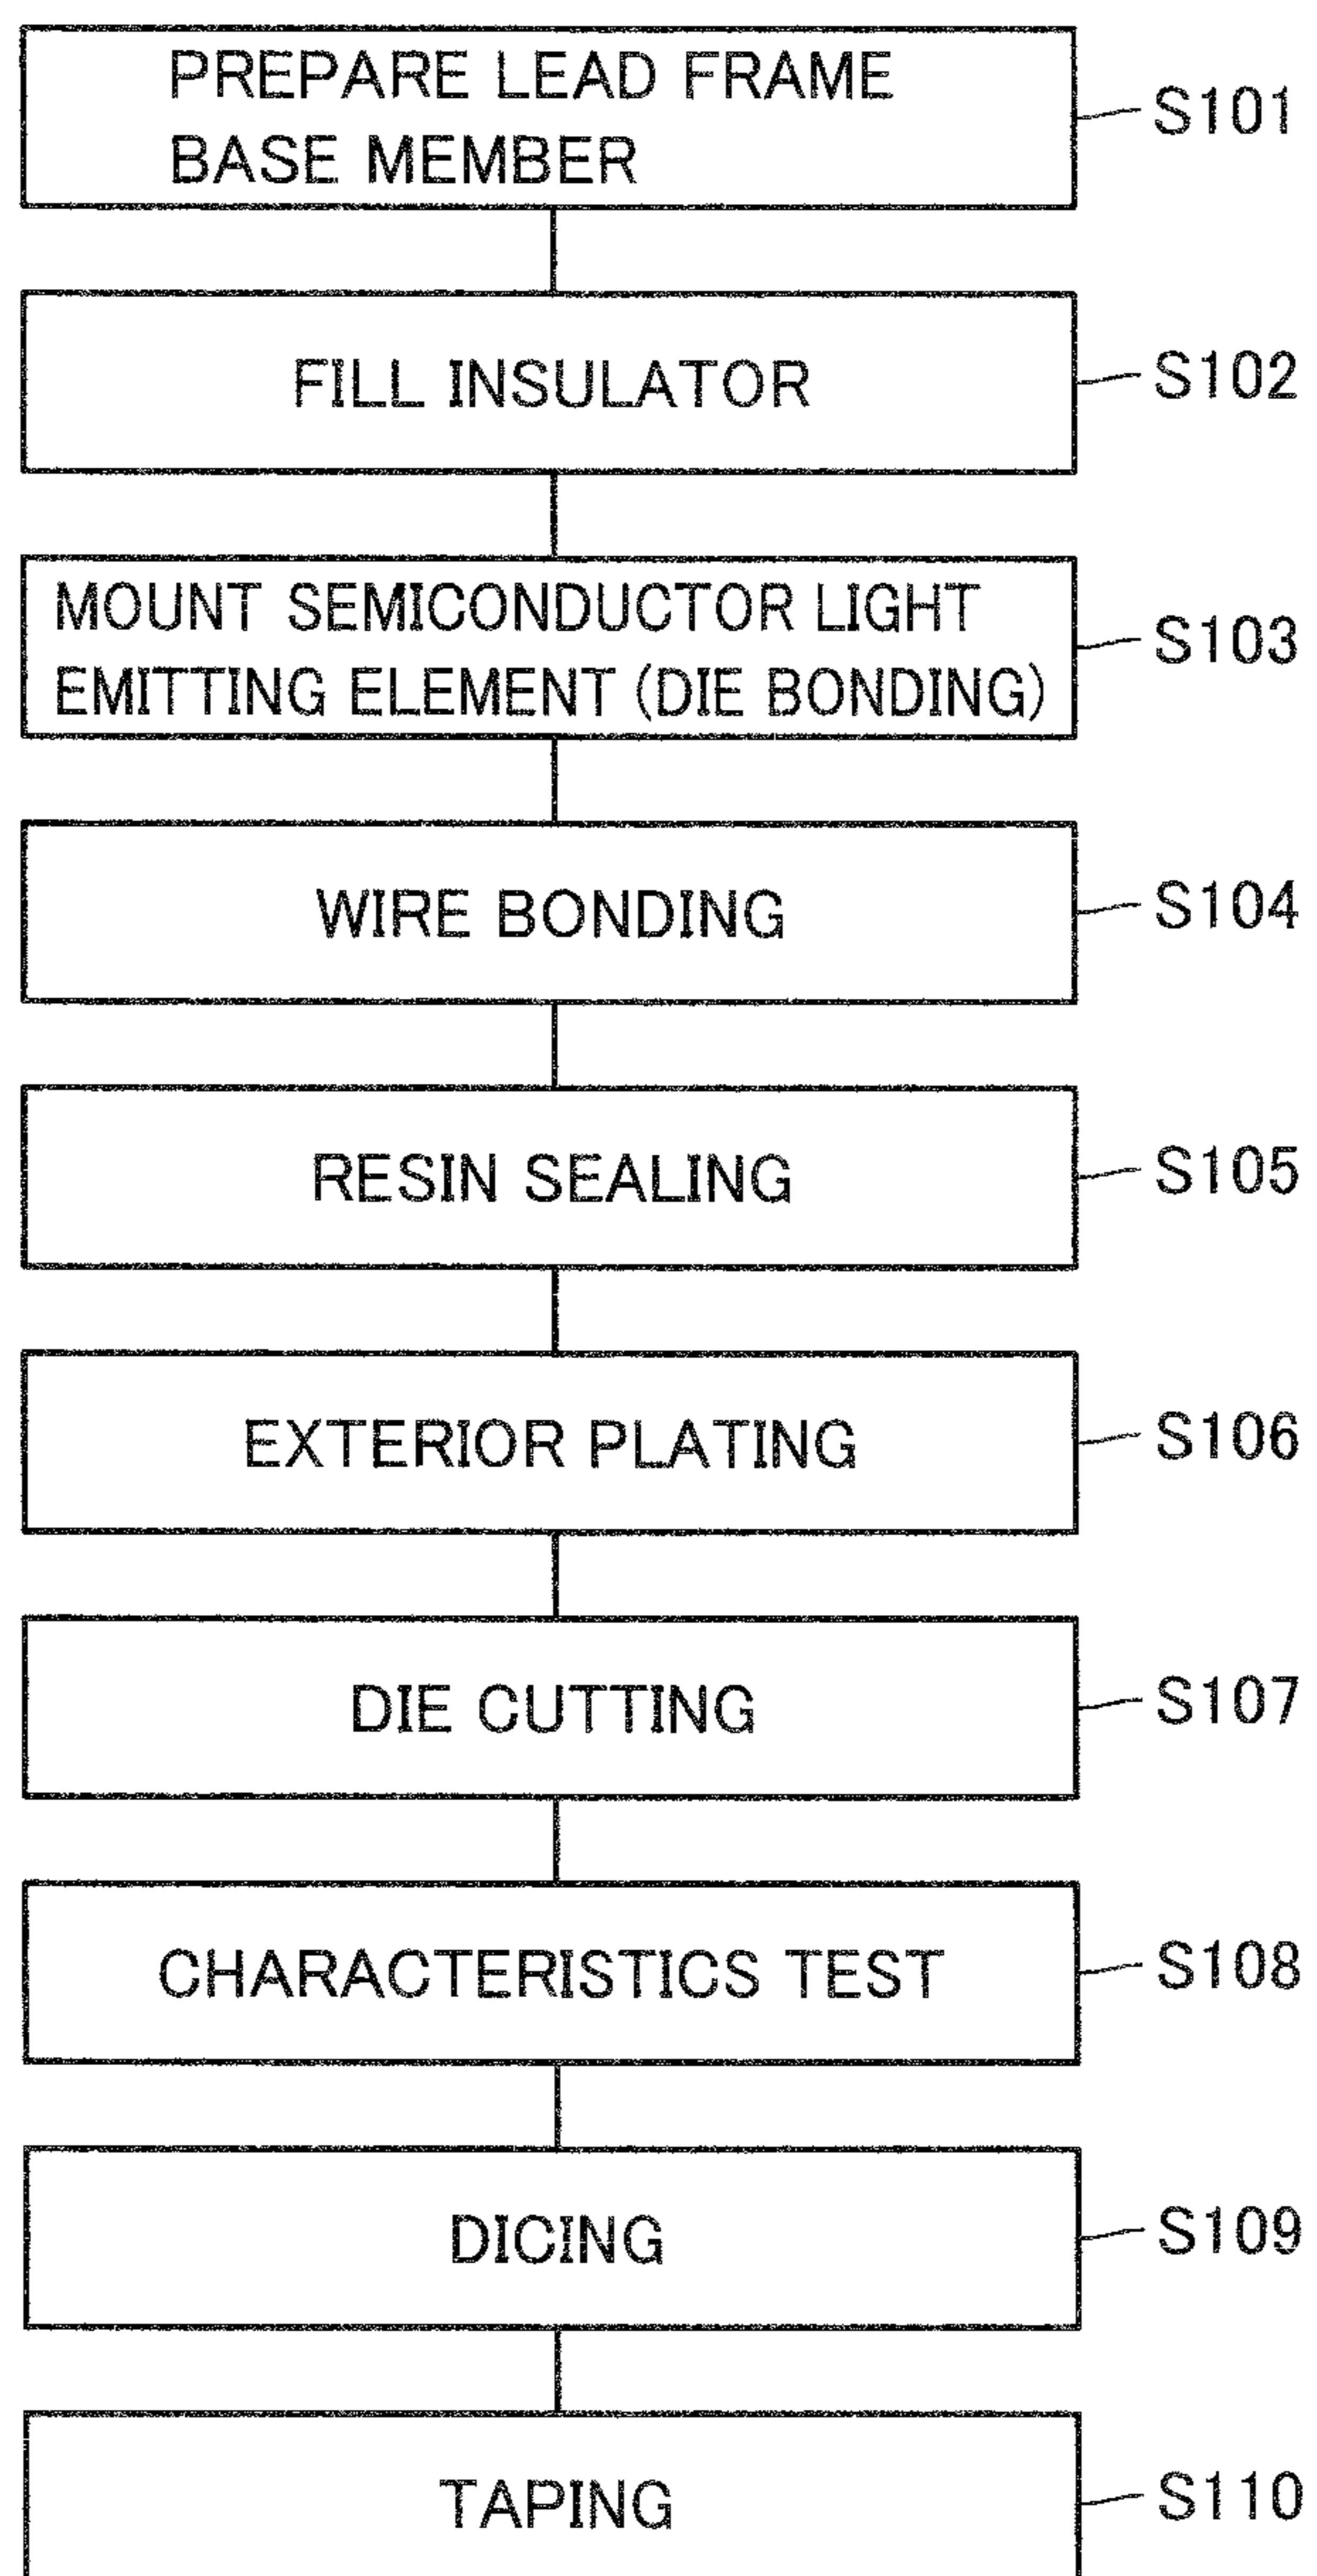 PREPARE LEAD FRAME
BASE MEMBER
S101
FILL INSULATOR
S102
MOUNT SEMICONDUCTOR LIGHT
EMITTING ELEMENT (DIE BONDING)
S103
WIRE BONDING
S104
RESIN SEALING
S105
EXTERIOR PLATING
S106
DIE CUTTING
S107
CHARACTERISTICS TEST
S108
DICING
S109
TAPING
S110